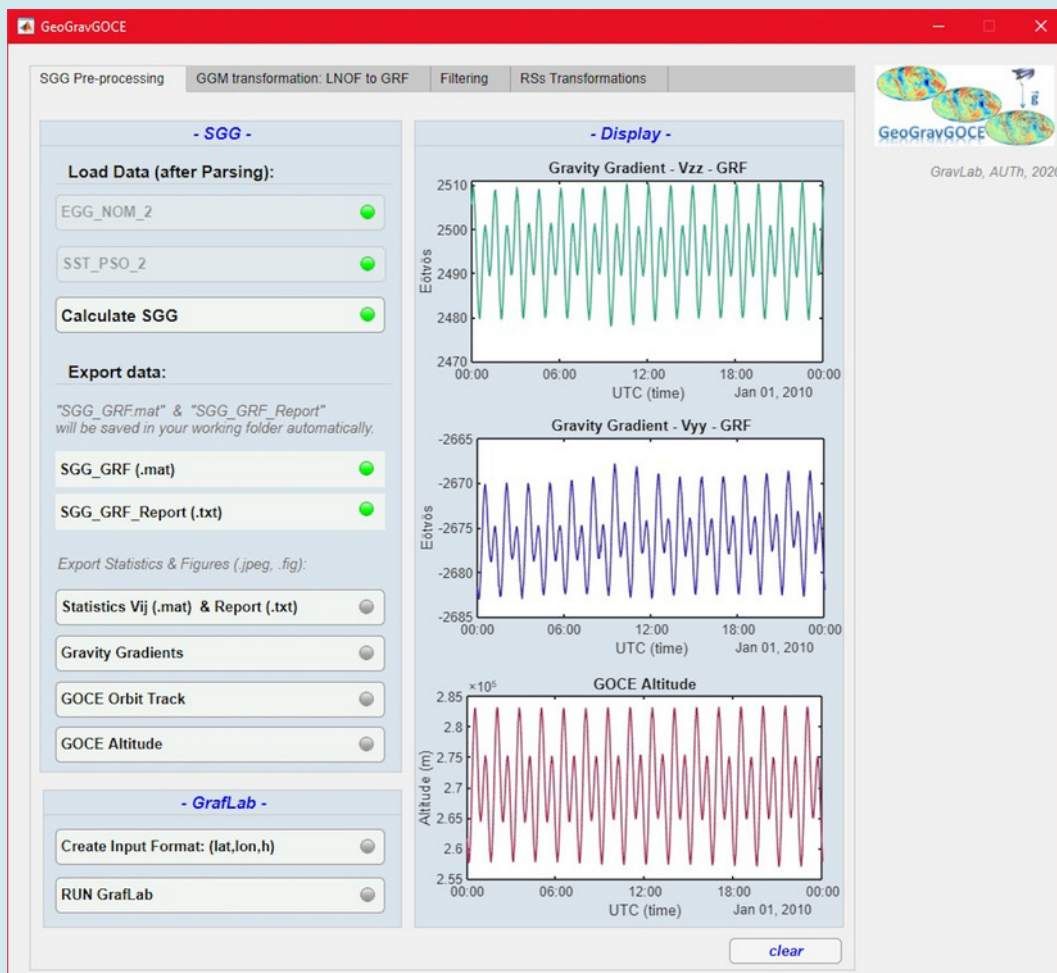 GeoGravGOCE
SGG Pre-processing
GGM transformation: LNOF to GRF
Filtering
RSs Transformations
GeoGravGOCE
GravLab, AUTh, 2020
- SGG -
Load Data (after Parsing):
EGG_NOM_2
SST_PSO_2
Calculate SGG
Export data:
"SGG_GRF.mat" & "SGG_GRF_Report"
will be saved in your working folder automatically.
SGG_GRF (.mat)
SGG_GRF_Report (.txt)
Export Statistics & Figures (.jpeg, .fig):
Statistics Vij (.mat) & Report (.txt)
Gravity Gradients
GOCE Orbit Track
GOCE Altitude
- GrafLab -
Create Input Format: (lat,lon,h)
RUN GrafLab
- Display -
Gravity Gradient - Vzz - GRF
Eötvös
2510
2500
2490
2480
2470
00:00 06:00 12:00 18:00 00:00
UTC (time)
Jan 01, 2010
Gravity Gradient - Vyy - GRF
Eötvös
-2665
-2670
-2675
-2680
-2685
00:00 06:00 12:00 18:00 00:00
UTC (time)
Jan 01, 2010
GOCE Altitude
×10⁵
Altitude (m)
2.85
2.8
2.75
2.7
2.65
2.6
2.55
00:00 06:00 12:00 18:00 00:00
UTC (time)
Jan 01, 2010
clear